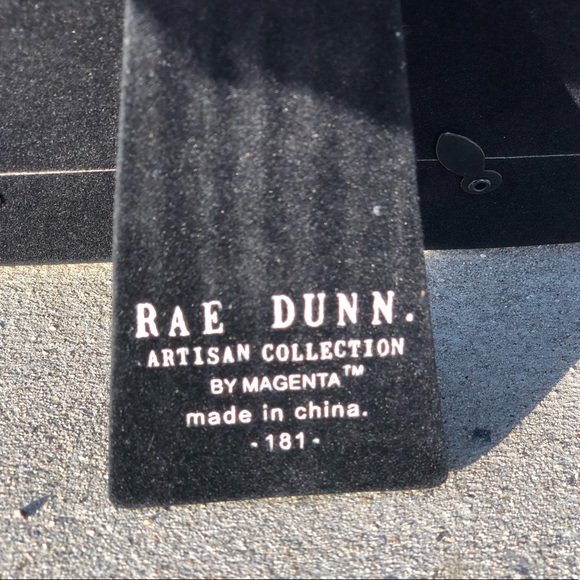 RAE DUNN.
ARTISAN COLLECTION
BY MAGENTA™
made in china.
-181-